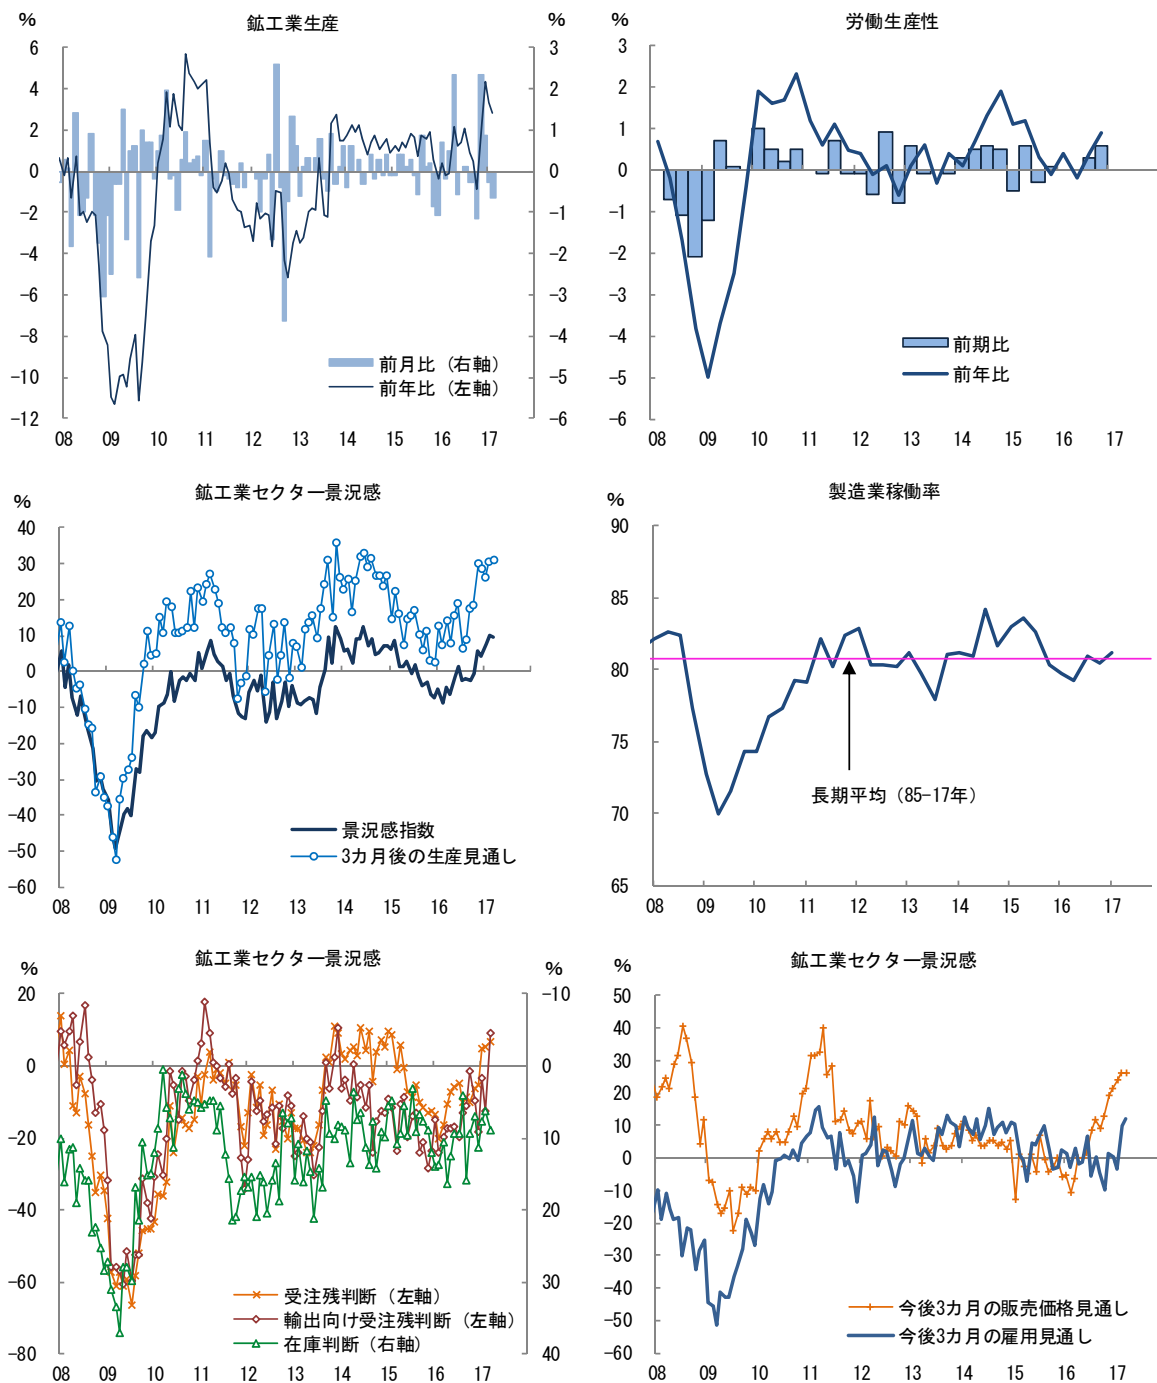 鉱工業生産
% %
6 3
4 2
2 1
0 0
-2 -1
-4 -2
-6 -3
-8 -4
-10 -5
-12 -6
前月比（右軸）
前年比（左軸）
08 09 10 11 12 13 14 15 16 17
労働生産性
%
3
2
1
0
-1
-2
-3
-4
-5
-6
前期比
前年比
08 09 10 11 12 13 14 15 16 17
鉱工業セクター景況感
%
40
30
20
10
0
-10
-20
-30
-40
-50
-60
景況感指数
3カ月後の生産見通し
08 09 10 11 12 13 14 15 16 17
製造業稼働率
%
90
85
80
75
70
65
長期平均（85-17年）
08 09 10 11 12 13 14 15 16 17
鉱工業セクター景況感
% %
20 -10
0 0
-20 10
-40 20
-60 30
-80 40
受注残判断（左軸）
輸出向け受注残判断（左軸）
在庫判断（右軸）
08 09 10 11 12 13 14 15 16 17
鉱工業セクター景況感
%
50
40
30
20
10
0
-10
-20
-30
-40
-50
-60
今後3カ月の販売価格見通し
今後3カ月の雇用見通し
08 09 10 11 12 13 14 15 16 17